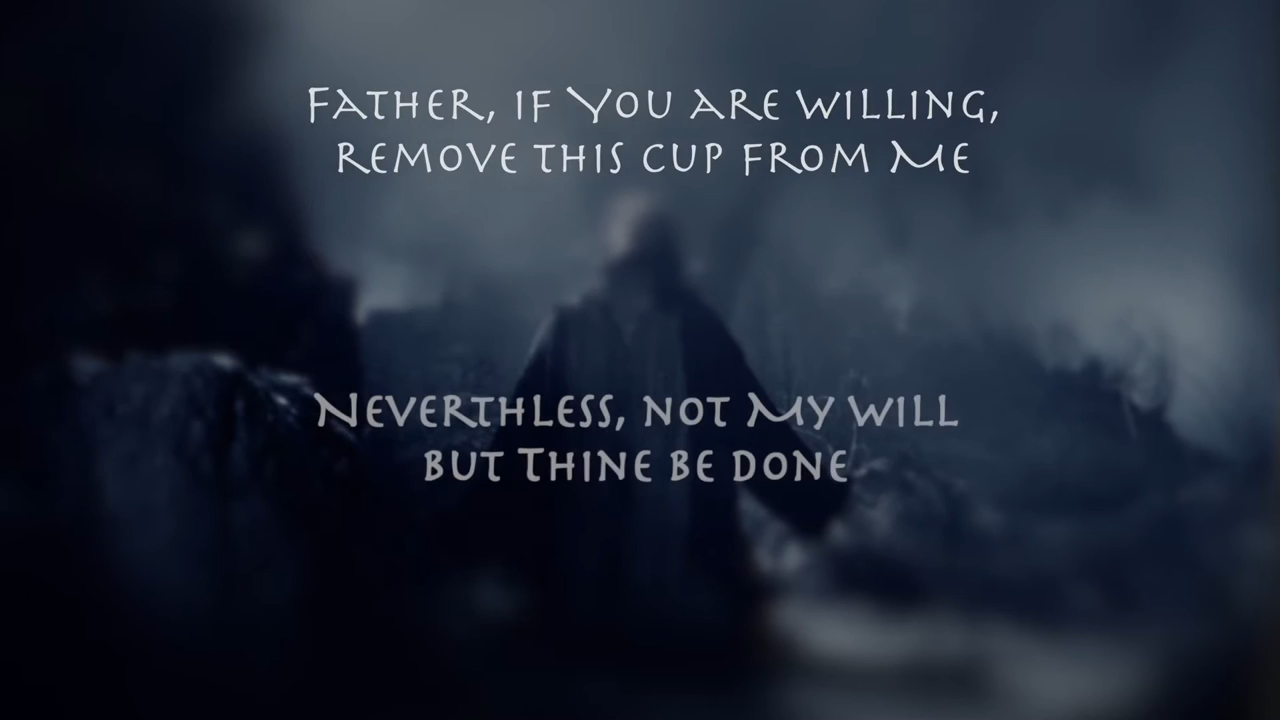 Father, if You are willing,
remove this cup from Me
Neverthless, not My will
but Thine be done